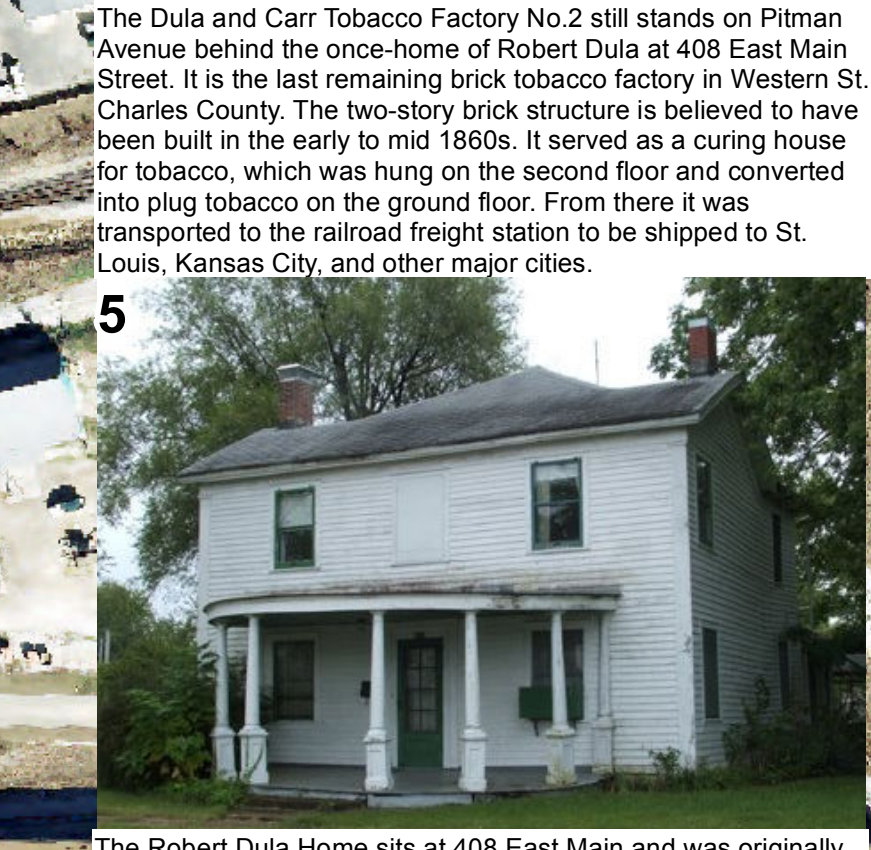 The Dula and Carr Tobacco Factory No.2 still stands on Pitman
Avenue behind the once-home of Robert Dula at 408 East Main
Street. It is the last remaining brick tobacco factory in Western St.
Charles County. The two-story brick structure is believed to have
been built in the early to mid 1860s. It served as a curing house
for tobacco, which was hung on the second floor and converted
into plug tobacco on the ground floor. From there it was
transported to the railroad freight station to be shipped to St.
Louis, Kansas City, and other major cities.
5
The Robert Dula Home sits at 408 East Main and was originally